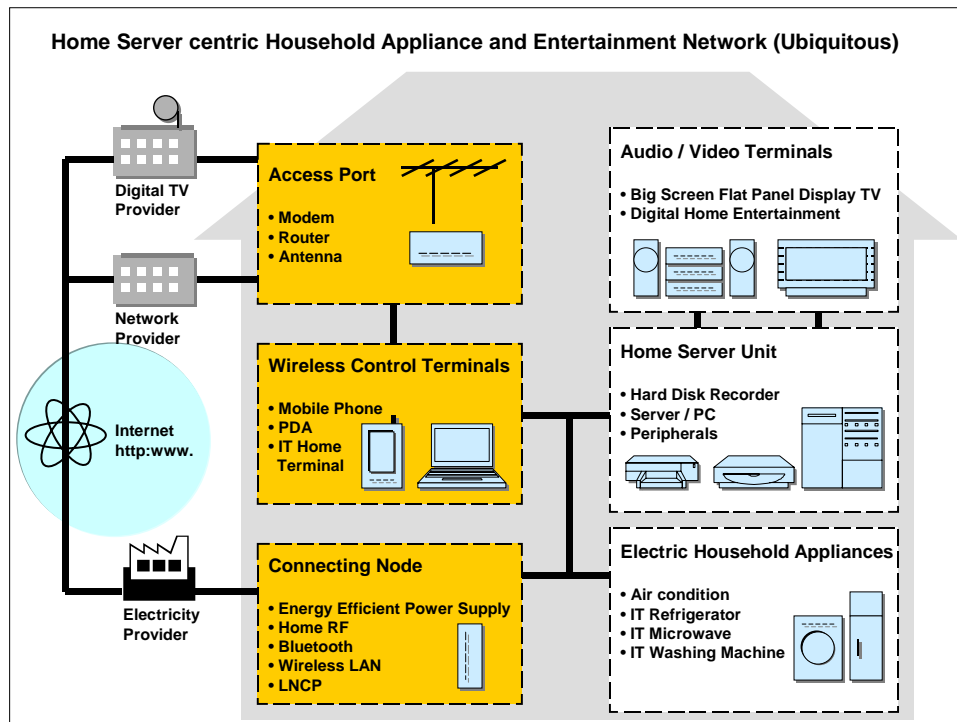 Home Server centric Household Appliance and Entertainment Network (Ubiquitous)
Digital TV
Provider
Network
Provider
Internet
http:www.
Electricity
Provider
Access Port
• Modem
• Router
• Antenna
Wireless Control Terminals
• Mobile Phone
• PDA
• IT Home
Terminal
Connecting Node
• Energy Efficient Power Supply
• Home RF
• Bluetooth
• Wireless LAN
• LNCP
Audio / Video Terminals
• Big Screen Flat Panel Display TV
• Digital Home Entertainment
Home Server Unit
• Hard Disk Recorder
• Server / PC
• Peripherals
Electric Household Appliances
• Air condition
• IT Refrigerator
• IT Microwave
• IT Washing Machine